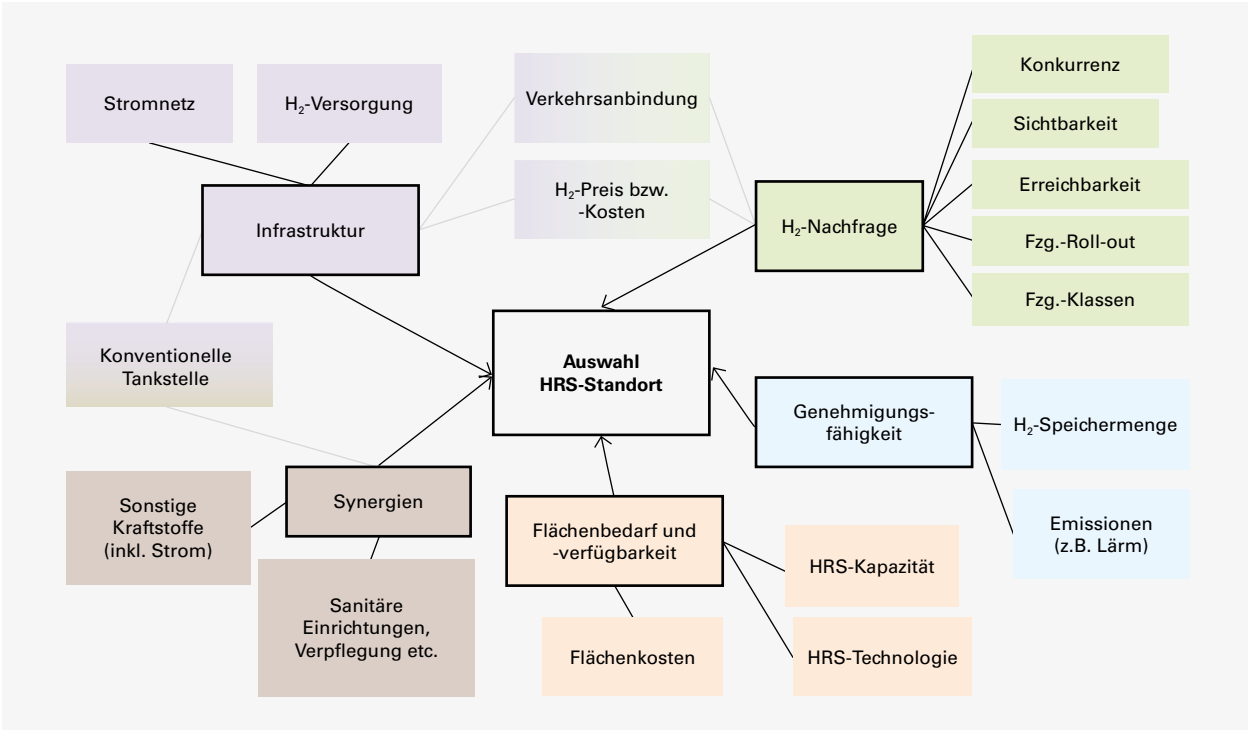 Stromnetz
H₂-Versorgung
Verkehrsanbindung
Konkurrenz
Sichtbarkeit
H₂-Preis bzw.
-Kosten
Erreichbarkeit
Infrastruktur
H₂-Nachfrage
Fzg.-Roll-out
Fzg.-Klassen
Konventionelle
Tankstelle
Auswahl
HRS-Standort
Genehmigungs-
fähigkeit
H₂-Speichermenge
Sonstige
Kraftstoffe
(inkl. Strom)
Synergien
Flächenbedarf und
-verfügbarkeit
Emissionen
(z.B. Lärm)
HRS-Kapazität
Sanitäre
Einrichtungen,
Verpflegung etc.
Flächenkosten
HRS-Technologie